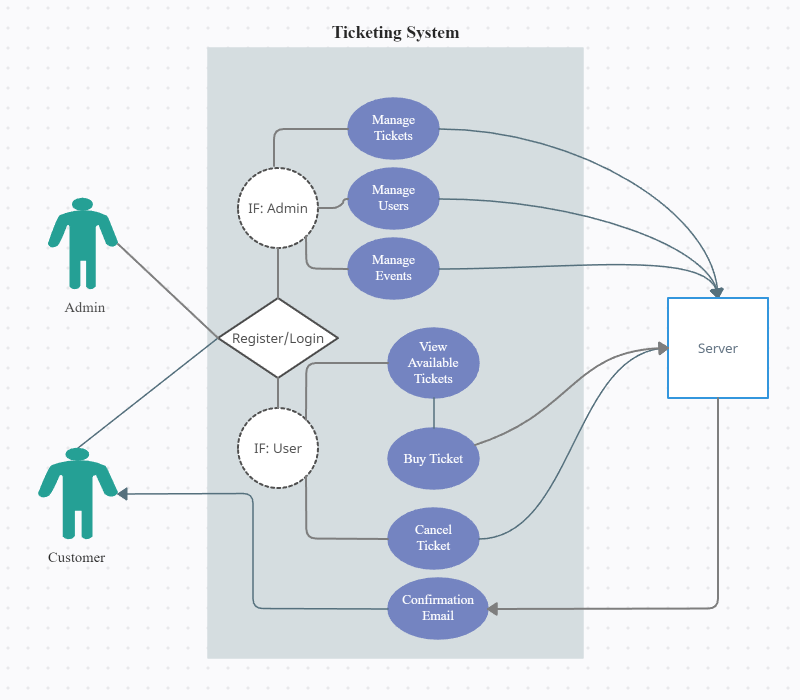 Ticketing System
Manage
Tickets
IF: Admin
Manage
Users
Manage
Events
Admin
Register/Login
View
Available
Tickets
Server
IF: User
Buy Ticket
Cancel
Ticket
Customer
Confirmation
Email